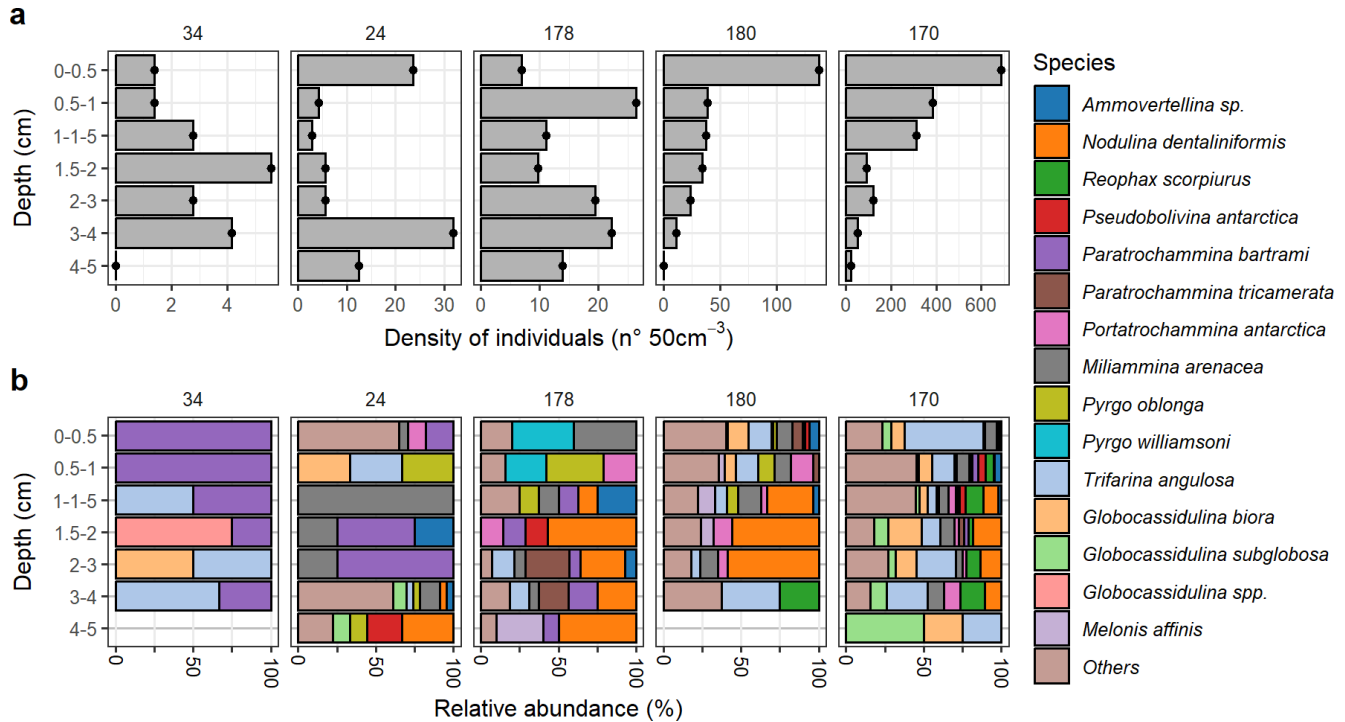 a
34 24 178 180 170
Depth (cm)
0-0.5
0.5-1
1-1-5
1.5-2
2-3
3-4
4-5
0 2 4 0 10 20 30 0 10 20 0 50 100 0 200 400 600
Density of individuals (n° 50cm⁻³)
b
34 24 178 180 170
Depth (cm)
0-0.5
0.5-1
1-1-5
1.5-2
2-3
3-4
4-5
0 50 100 0 50 100 0 50 100 0 50 100 0 50 100
Relative abundance (%)
Species
Ammovertellina sp.
Nodulina dentaliniformis
Reophax scorpiurus
Pseudobolivina antarctica
Paratrochammina bartrami
Paratrochammina tricamerata
Portatrochammina antarctica
Miliammina arenacea
Pyrgo oblonga
Pyrgo williamsoni
Trifarina angulosa
Globocassidulina biora
Globocassidulina subglobosa
Globocassidulina spp.
Melonis affinis
Others